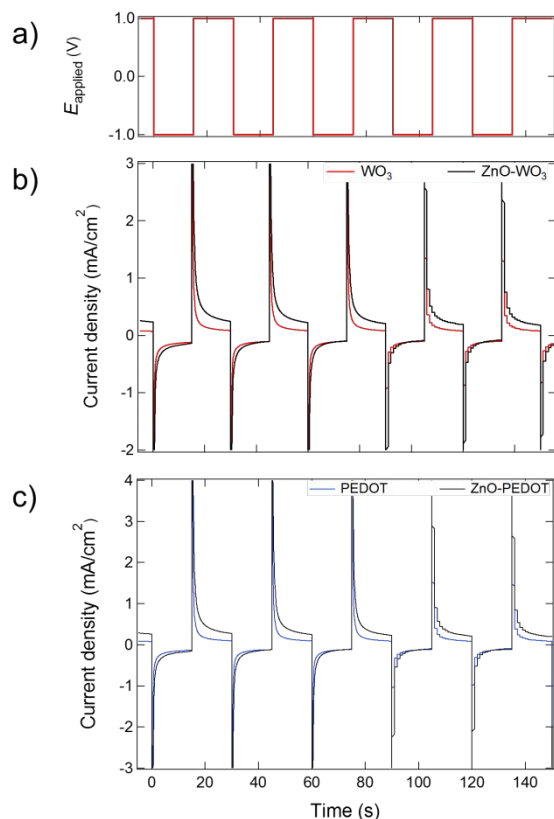 a)
E applied (V)
1.0
0.0
-1.0
b)
Current density (mA/cm²)
3
2
1
0
-1
-2
WO₃ ZnO-WO₃
c)
Current density (mA/cm²)
4
3
2
1
0
-1
-2
-3
PEDOT ZnO-PEDOT
0 20 40 60 80 100 120 140
Time (s)